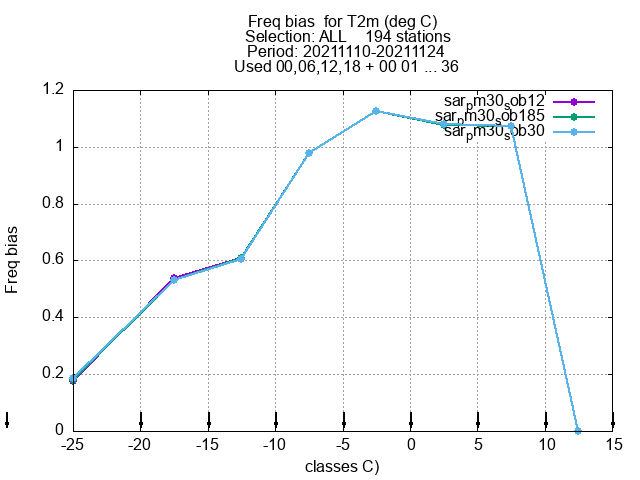 Freq bias  for T2m (deg C)
Selection: ALL    194 stations
Period: 20211110-20211124
Used 00,06,12,18 + 00 01 ... 36
sar_pm30_sob12
sar_pm30_sob185
sar_pm30_sob30
1.2
1
0.8
0.6
0.4
0.2
0
Freq bias
-25 -20 -15 -10 -5 0 5 10 15
classes C)